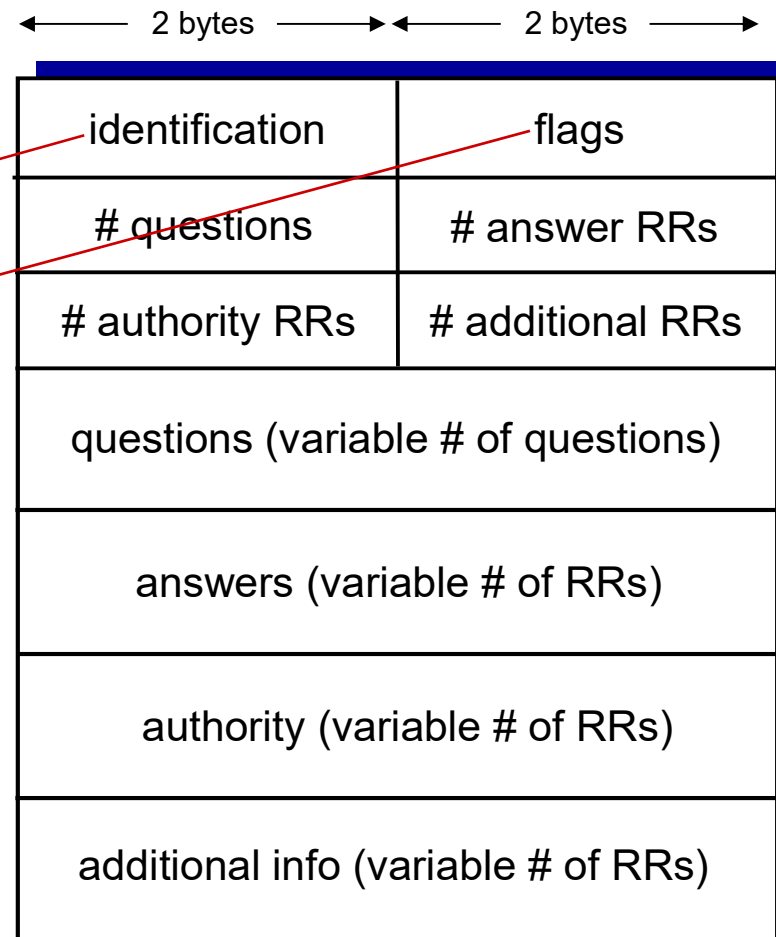 2 bytes 2 bytes
identification flags
# questions # answer RRs
# authority RRs # additional RRs
questions (variable # of questions)
answers (variable # of RRs)
authority (variable # of RRs)
additional info (variable # of RRs)